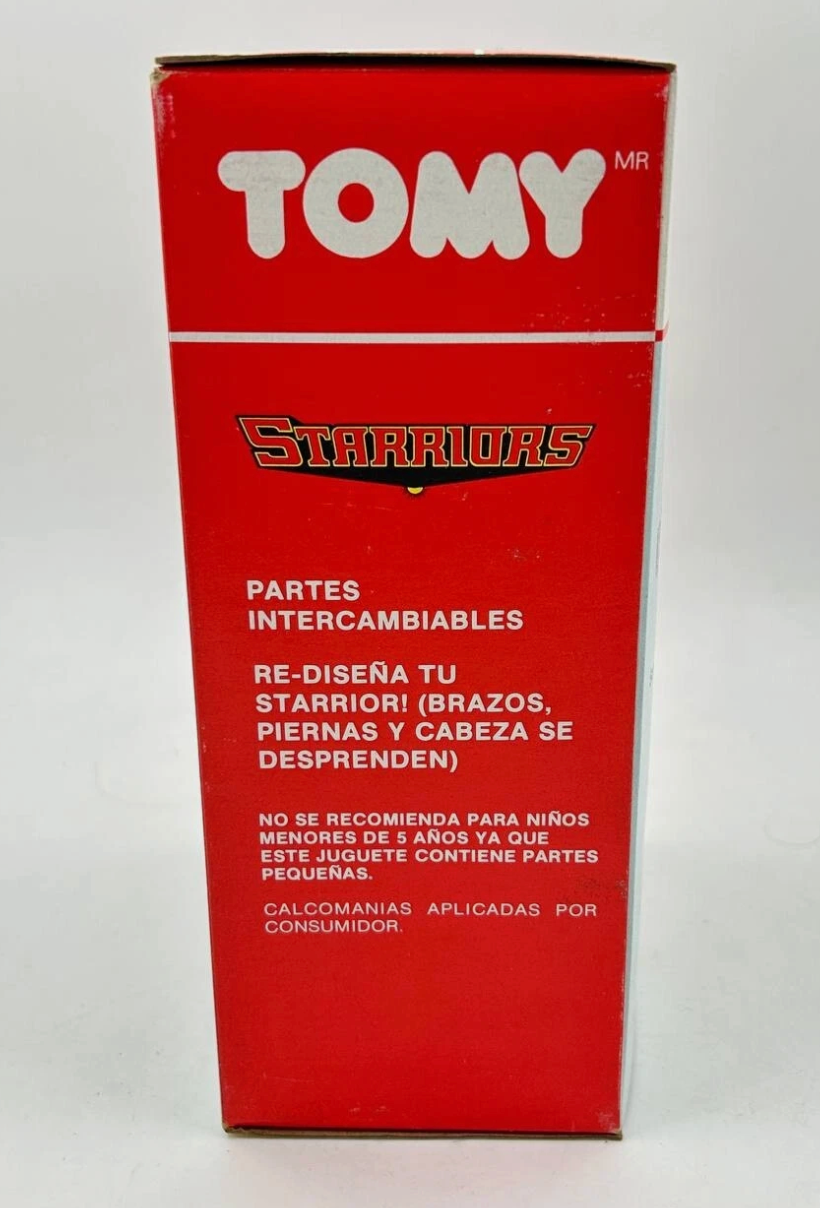 TOMY MR
STARRIORS
PARTES
INTERCAMBIABLES
RE-DISEÑA TU
STARRIOR! (BRAZOS,
PIERNAS Y CABEZA SE
DESPRENDEN)
NO SE RECOMIENDA PARA NIÑOS
MENORES DE 5 AÑOS YA QUE
ESTE JUGUETE CONTIENE PARTES
PEQUEÑAS.
CALCOMANIAS APLICADAS POR
CONSUMIDOR.